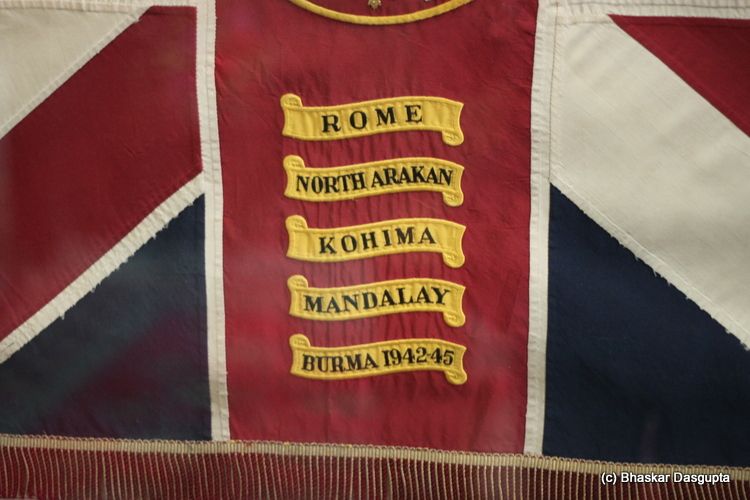 ROME
NORTH ARAKAN
KOHIMA
MANDALAY
BURMA 1942-45
(c) Bhaskar Dasgupta